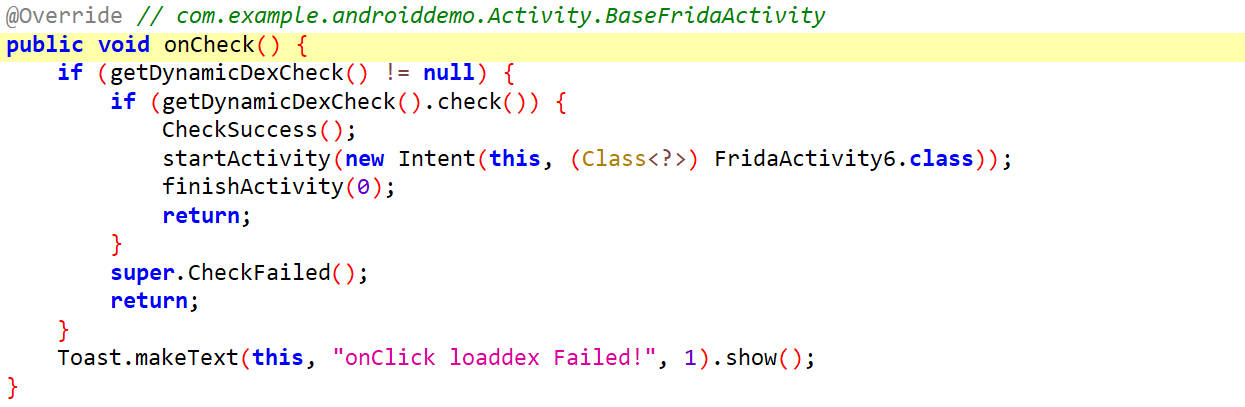 @Override // com.example.androiddemo.Activity.BaseFridaActivity
public void onCheck() {
    if (getDynamicDexCheck() != null) {
        if (getDynamicDexCheck().check()) {
            CheckSuccess();
            startActivity(new Intent(this, (Class<?>) FridaActivity6.class));
            finishActivity(0);
            return;
        }
        super.CheckFailed();
        return;
    }
    Toast.makeText(this, "onClick loaddex Failed!", 1).show();
}